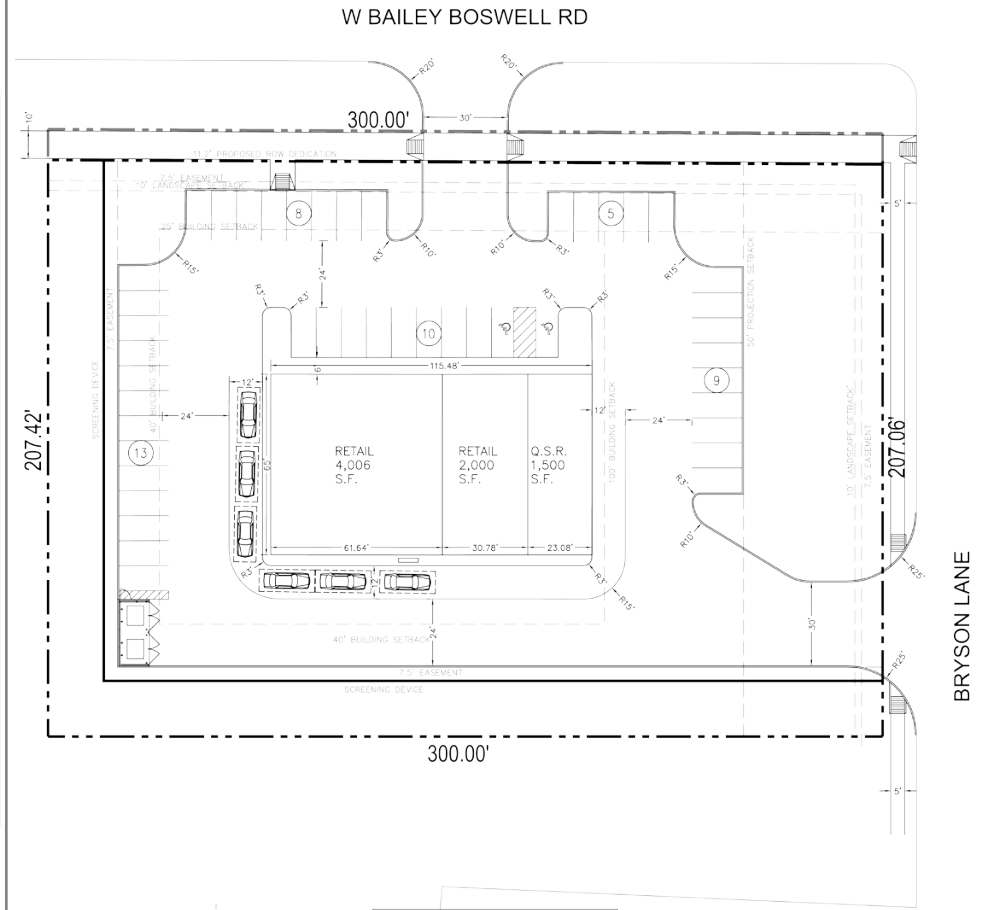 W BAILEY BOSWELL RD
R20'
R20'
10'
300.00'
30'
11.2' PROPOSED ROW DEDICATION
7.5' EASEMENT
10' LANDSCAPE SETBACK
5'
8
5
25' BUILDING SETBACK
R3'
R10'
R10'
R3'
R15'
R15'
24'
50' PROJECTION SETBACK
7.5' EASEMENT
R3'
R3'
R3'
R3'
10
40' BUILDING SETBACK
SCREENING DEVICE
6'
115.48'
12'
9
12'
24'
24'
100' BUILDING SETBACK
10' LANDSCAPE SETBACK
7.5' EASEMENT
207.42'
207.06'
13
65'
RETAIL
4,006
S.F.
RETAIL
2,000
S.F.
Q.S.R.
1,500
S.F.
R3'
R10'
61.64'
30.78'
23.08'
R3'
R3'
12'
R15'
R25'
30'
24'
40' BUILDING SETBACK
7.5' EASEMENT
SCREENING DEVICE
R25'
BRYSON LANE
300.00'
5'